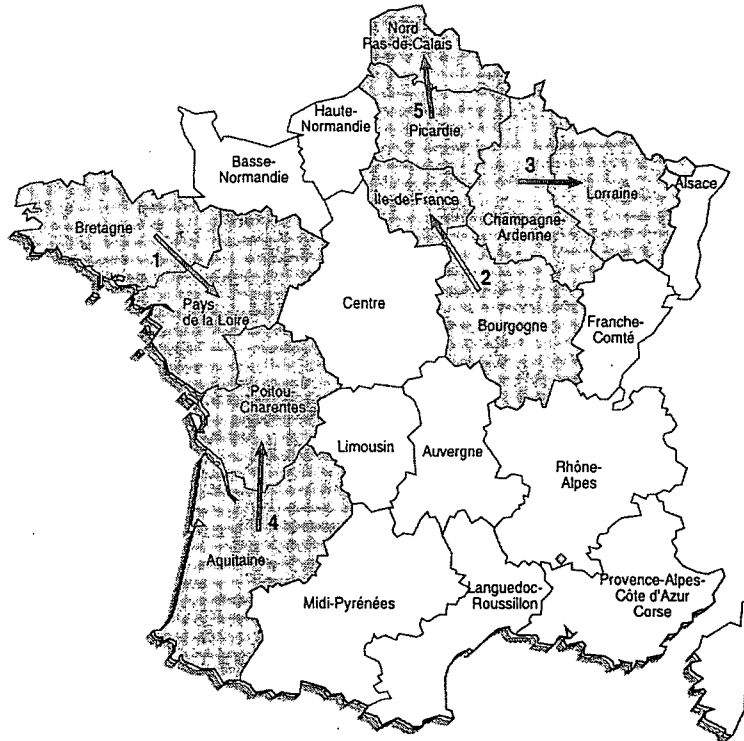 Nord
Pas-de-Calais
5
Picardie
Haute-
Normandie
Basse-
Normandie
3
Ile-de-France
Lorraine
Alsace
Champagne-
Ardenne
Bretagne
1
2
Pays
de la Loire
Centre
Bourgogne
Franche-
Comté
Poitou-
Charentes
Limousin
Auvergne
Rhône-
Alpes
4
Aquitaine
Midi-Pyrénées
Languedoc-
Roussillon
Provence-Alpes-
Côte d'Azur
Corse